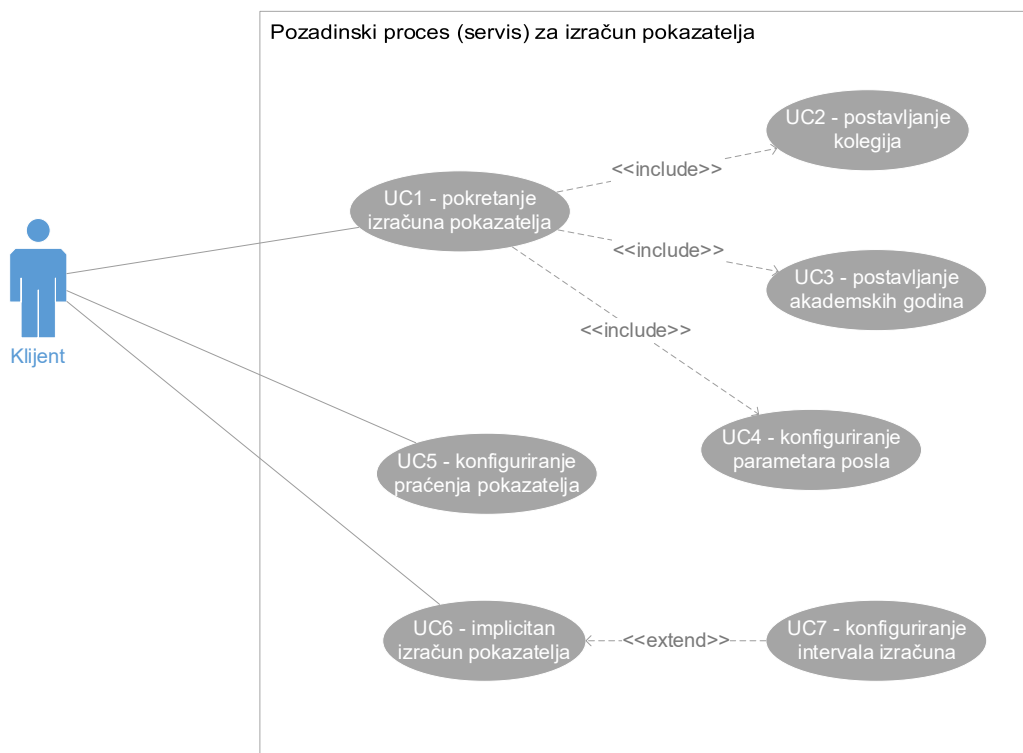 Pozadinski proces (servis) za izračun pokazatelja
UC2 - postavljanje
kolegija
<<include>>
UC1 - pokretanje
izračuna pokazatelja
<<include>>
UC3 - postavljanje
akademskih godina
<<include>>
Klijent
UC4 - konfiguriranje
parametara posla
UC5 - konfiguriranje
praćenja pokazatelja
UC6 - implicitan
izračun pokazatelja
<<extend>>
UC7 - konfiguriranje
intervala izračuna